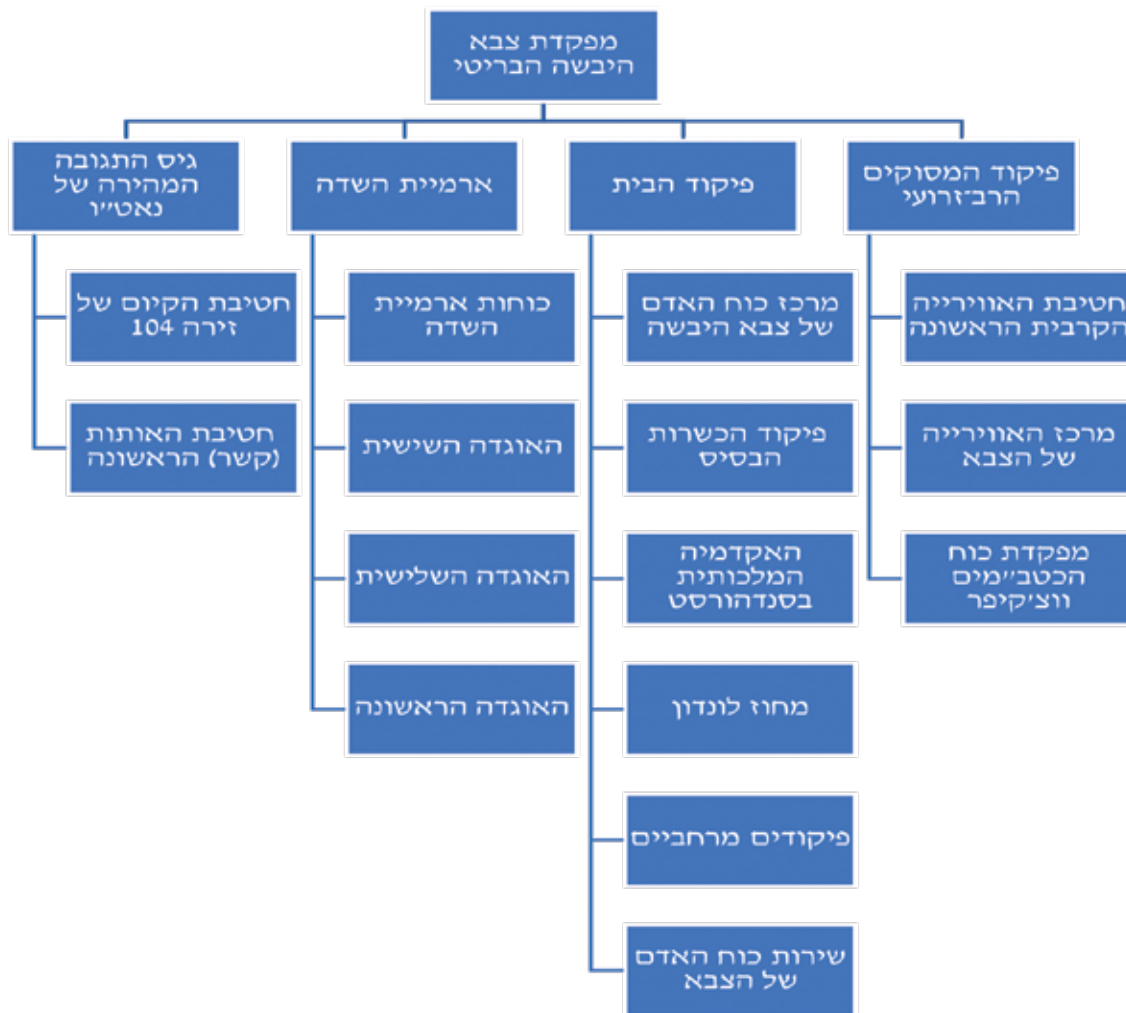 מפקדת צבא
היבשה הבריטי
פיקוד המסוקים
הרב־זרועי
חטיבת האווירייה
הקרבית הראשונה
מרכז האווירייה
של הצבא
מפקדת כוח
הכטב"מים
ווצ'קיפר
פיקוד הבית
מרכז כוח האדם
של צבא היבשה
פיקוד הכשרות
הבסיס
האקדמיה
המלכותית
בסנדהורסט
מחוז לונדון
פיקודים מרחביים
שירות כוח האדם
של הצבא
ארמיית השדה
כוחות ארמיית
השדה
האוגדה השישית
האוגדה השלישית
האוגדה הראשונה
גיס התגובה
המהירה של
נאט"ו
חטיבת הקיום של
זירה 104
חטיבת האותות
(קשר) הראשונה